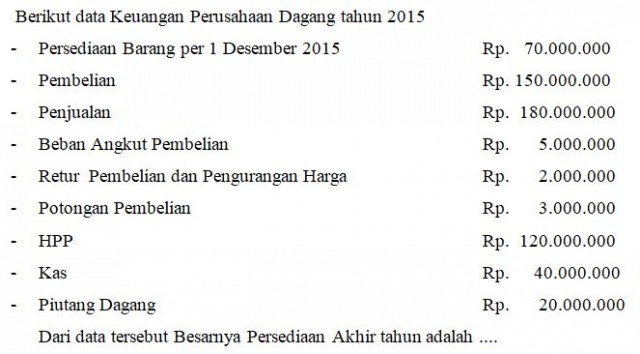 Berikut data Keuangan Perusahaan Dagang tahun 2015
- Persediaan Barang per 1 Desember 2015 Rp. 70.000.000
- Pembelian Rp. 150.000.000
- Penjualan Rp. 180.000.000
- Beban Angkut Pembelian Rp. 5.000.000
- Retur Pembelian dan Pengurangan Harga Rp. 2.000.000
- Potongan Pembelian Rp. 3.000.000
- HPP Rp. 120.000.000
- Kas Rp. 40.000.000
- Piutang Dagang Rp. 20.000.000
Dari data tersebut Besarnya Persediaan Akhir tahun adalah ....